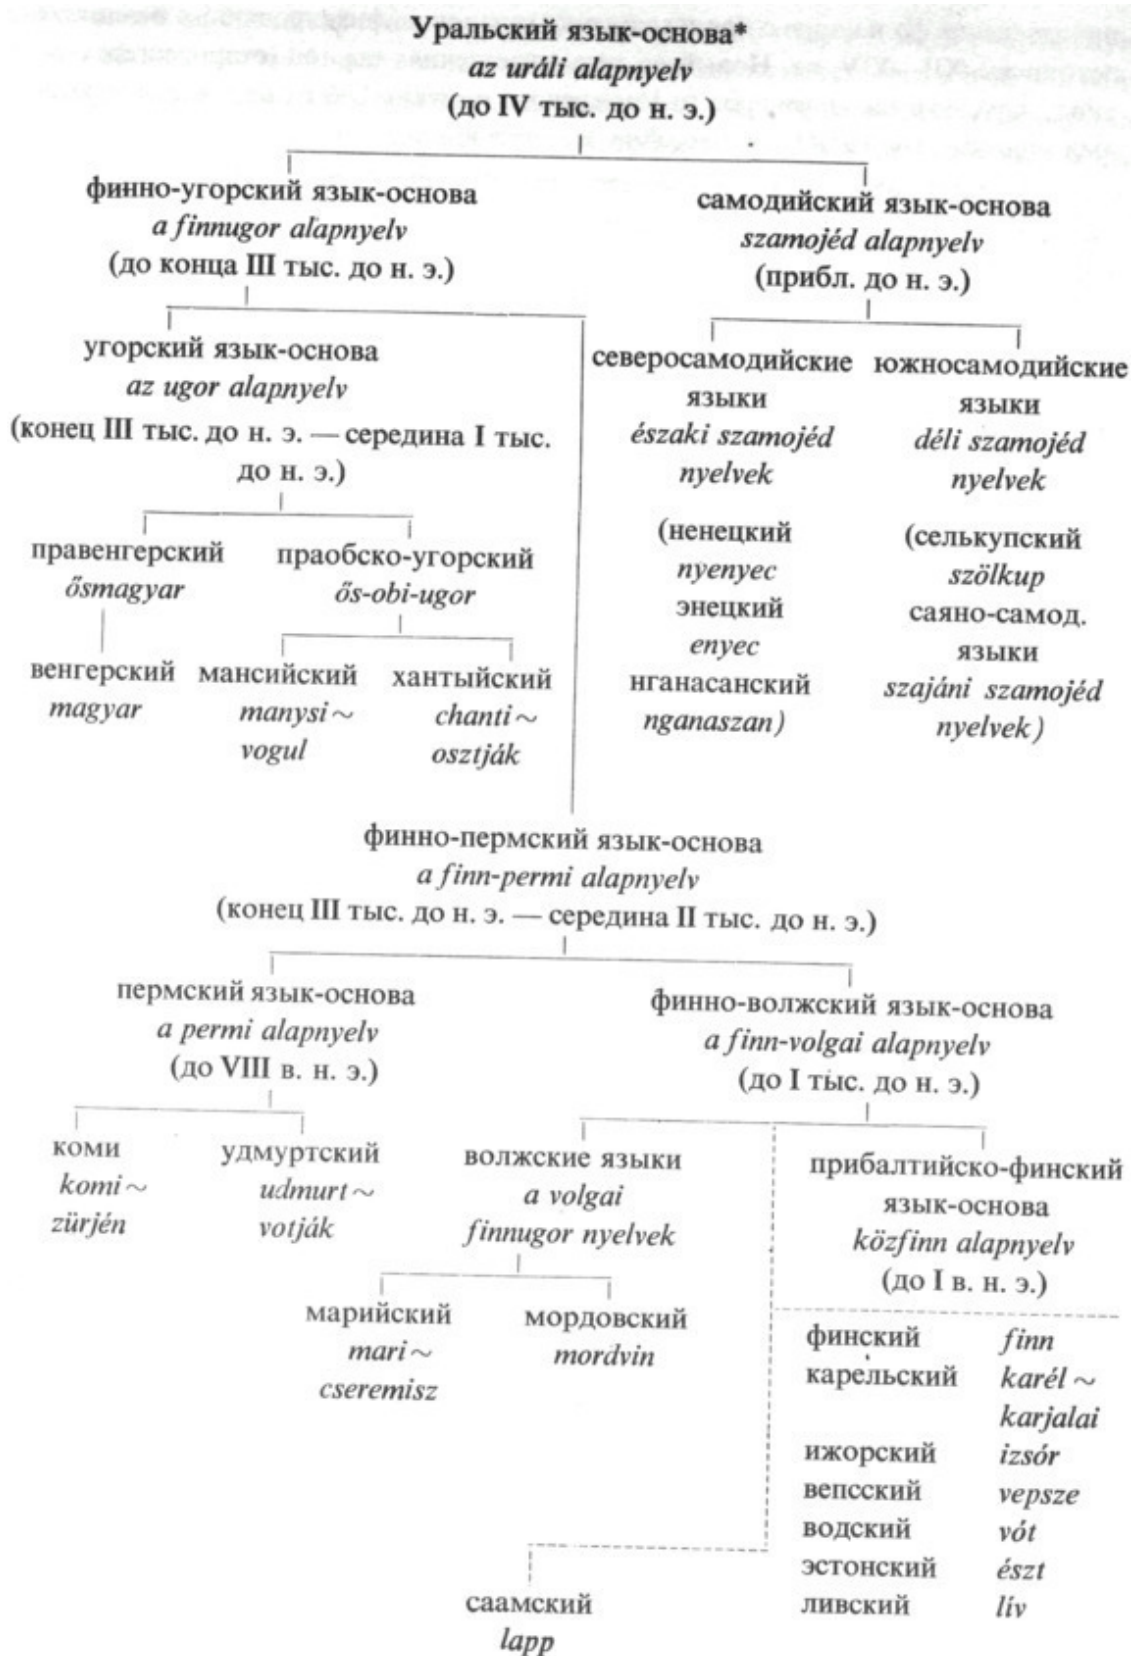 Уральский язык-основа*
az uráli alapnyelv
(до IV тыс. до н. э.)
финно-угорский язык-основа
a finnugor alapnyelv
(до конца III тыс. до н. э.)
самодийский язык-основа
szamojéd alapnyelv
(прибл. до н. э.)
угорский язык-основа
az ugor alapnyelv
(конец III тыс. до н. э. — середина I тыс.
до н. э.)
северосамодийские
языки
északi szamojéd
nyelvek
(ненецкий
nyenyec
энецкий
enyec
нганасанский
nganaszan)
южносамодийские
языки
déli szamojéd
nyelvek
(селькупский
szölkup
саяно-самод.
языки
szajáni szamojéd
nyelvek)
правенгерский
ősmagyar
праобско-угорский
ős-obi-ugor
венгерский
magyar
мансийский
manysi ~
vogul
хантыйский
chanti ~
osztják
финно-пермский язык-основа
a finn-permi alapnyelv
(конец III тыс. до н. э. — середина II тыс. до н. э.)
пермский язык-основа
a permi alapnyelv
(до VIII в. н. э.)
финно-волжский язык-основа
a finn-volgai alapnyelv
(до I тыс. до н. э.)
коми
komi ~
zürjén
удмуртский
udmurt ~
votják
волжские языки
a volgai
finnugor nyelvek
прибалтийско-финский
язык-основа
közfinn alapnyelv
(до I в. н. э.)
марийский
mari ~
cseremisz
мордовский
mordvin
финский finn
карельский karél ~
karjalai
ижорский izsór
вепсский vepsze
водский vót
эстонский észt
ливский lív
саамский
lapp